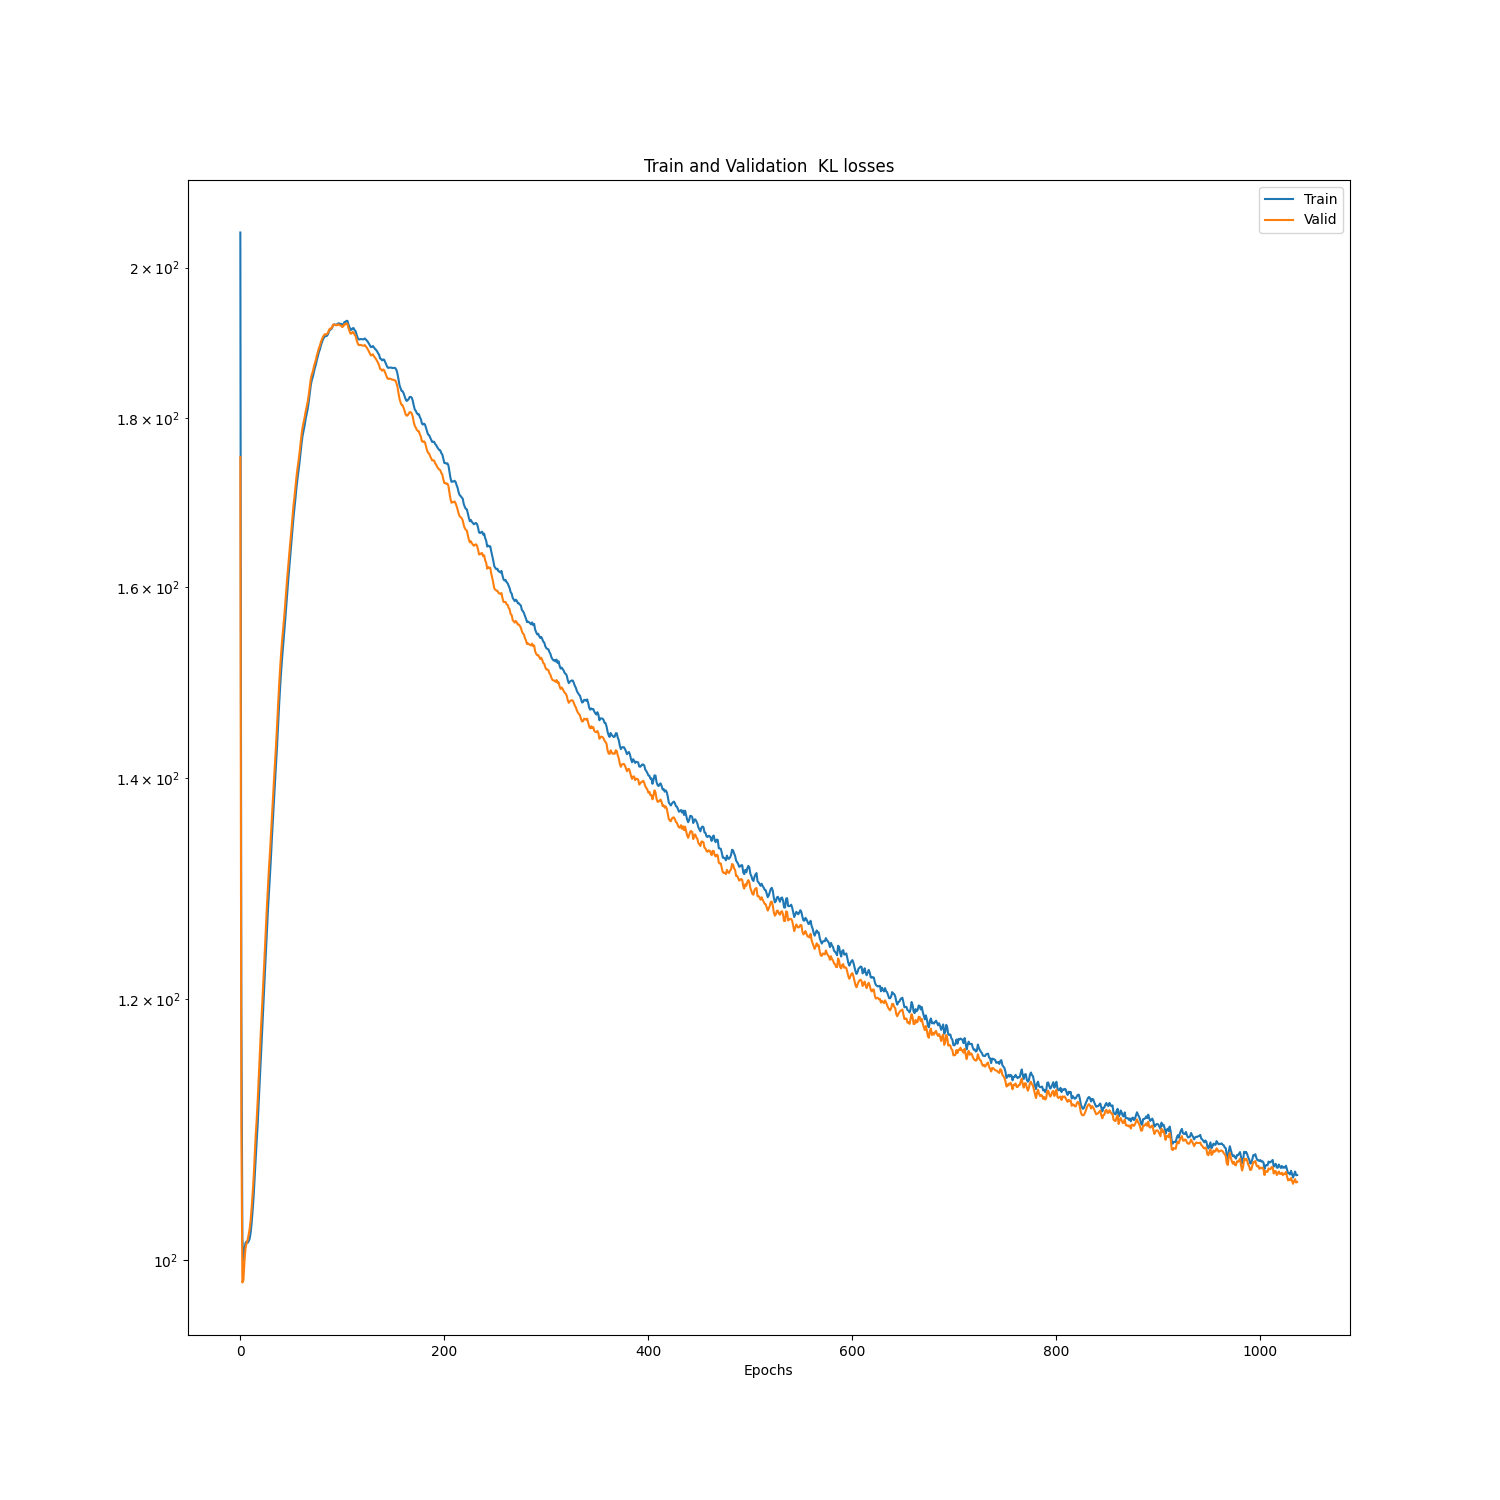 Train and Validation  KL losses
Train
Valid
2 × 10²
1.8 × 10²
1.6 × 10²
1.4 × 10²
1.2 × 10²
10²
0 200 400 600 800 1000
Epochs